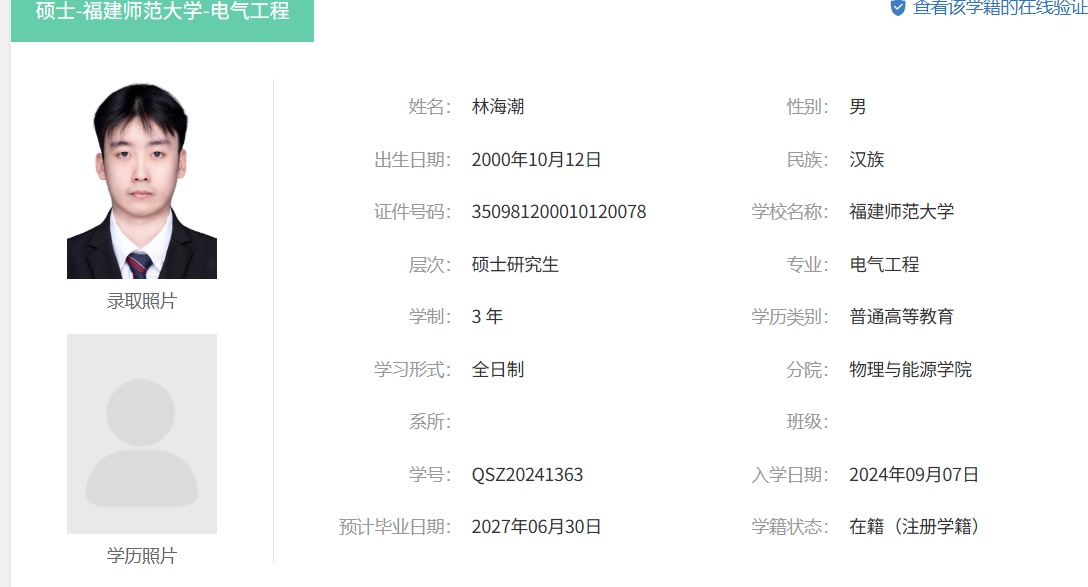 硕士-福建师范大学-电气工程
查看该学籍的在线验证
姓名： 林海潮 性别： 男
出生日期： 2000年10月12日 民族： 汉族
证件号码： 350981200010120078 学校名称： 福建师范大学
层次： 硕士研究生 专业： 电气工程
学制： 3 年 学历类别： 普通高等教育
学习形式： 全日制 分院： 物理与能源学院
系所： 班级：
学号： QSZ20241363 入学日期： 2024年09月07日
预计毕业日期： 2027年06月30日 学籍状态： 在籍（注册学籍）
录取照片
学历照片